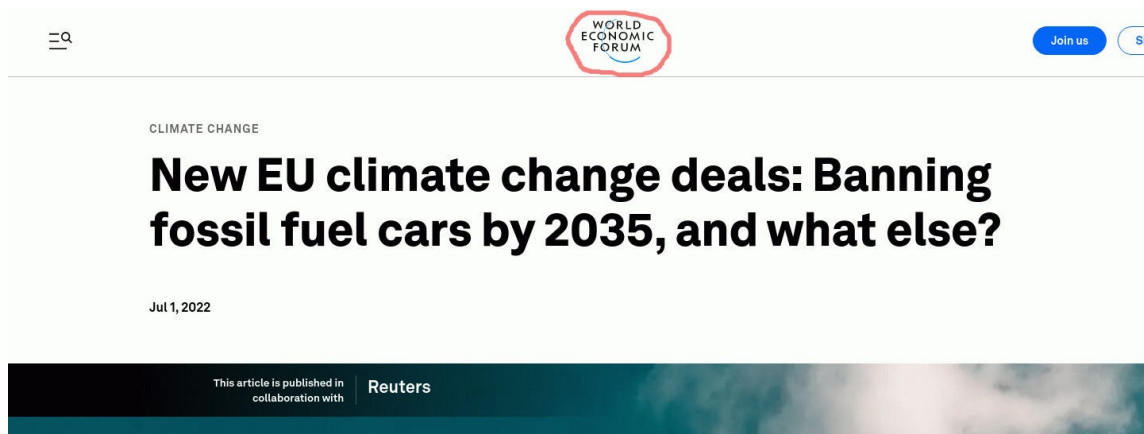 WORLD
ECONOMIC
FORUM
Join us
CLIMATE CHANGE
New EU climate change deals: Banning
fossil fuel cars by 2035, and what else?
Jul 1, 2022
This article is published in
collaboration with
Reuters